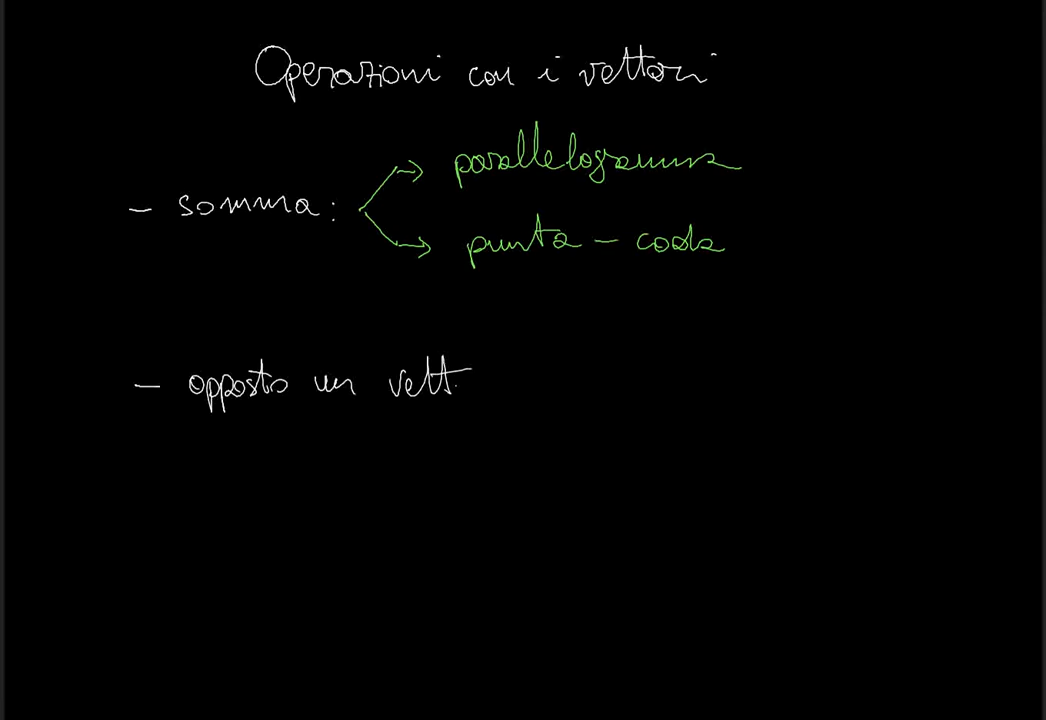 Operazioni con i vettori
parallelogramma
- somma:
punta - coda
- opposto un vett.